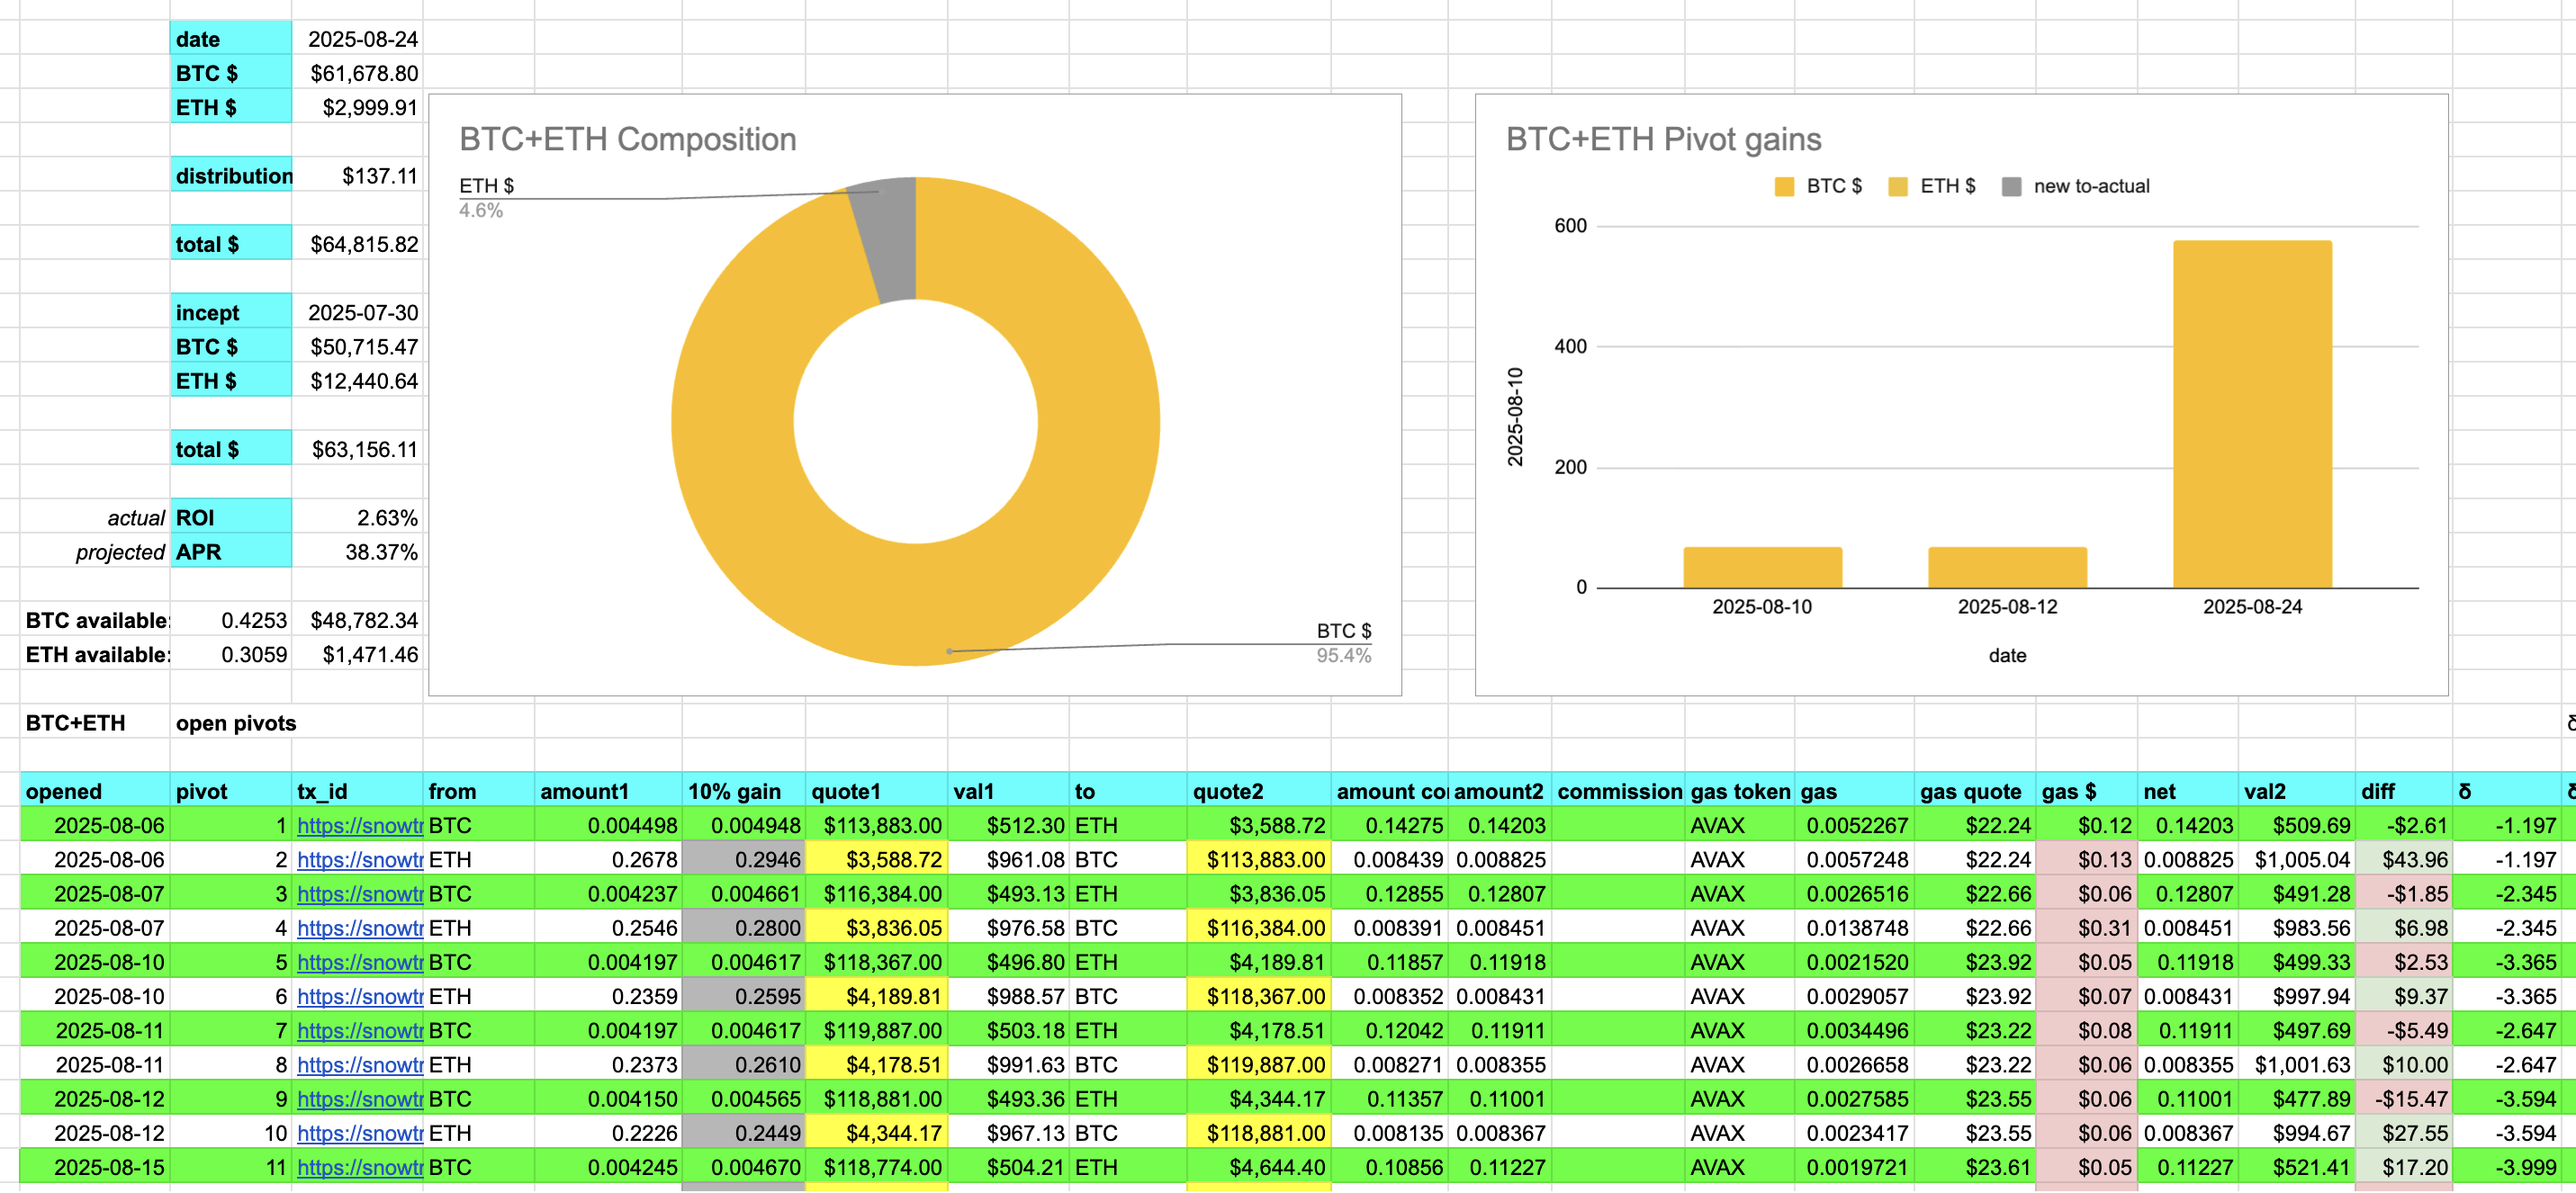 date 2025-08-24
BTC $ $61,678.80
ETH $ $2,999.91
distribution $137.11
total $ $64,815.82
incept 2025-07-30
BTC $ $50,715.47
ETH $ $12,440.64
total $ $63,156.11
actual ROI 2.63%
projected APR 38.37%
BTC available: 0.4253 $48,782.34
ETH available: 0.3059 $1,471.46
BTC+ETH Composition
ETH $
4.6%
BTC $
95.4%
BTC+ETH Pivot gains
BTC $ ETH $ new to-actual
600
400
200
0
2025-08-10
2025-08-10 2025-08-12 2025-08-24
date
BTC+ETH open pivots δ
opened pivot tx_id from amount1 10% gain quote1 val1 to quote2 amount co amount2 commission gas token gas gas quote gas $ net val2 diff δ δ
2025-08-06 1 https://snowtr BTC 0.004498 0.004948 $113,883.00 $512.30 ETH $3,588.72 0.14275 0.14203 AVAX 0.0052267 $22.24 $0.12 0.14203 $509.69 -$2.61 -1.197
2025-08-06 2 https://snowtr ETH 0.2678 0.2946 $3,588.72 $961.08 BTC $113,883.00 0.008439 0.008825 AVAX 0.0057248 $22.24 $0.13 0.008825 $1,005.04 $43.96 -1.197
2025-08-07 3 https://snowtr BTC 0.004237 0.004661 $116,384.00 $493.13 ETH $3,836.05 0.12855 0.12807 AVAX 0.0026516 $22.66 $0.06 0.12807 $491.28 -$1.85 -2.345
2025-08-07 4 https://snowtr ETH 0.2546 0.2800 $3,836.05 $976.58 BTC $116,384.00 0.008391 0.008451 AVAX 0.0138748 $22.66 $0.31 0.008451 $983.56 $6.98 -2.345
2025-08-10 5 https://snowtr BTC 0.004197 0.004617 $118,367.00 $496.80 ETH $4,189.81 0.11857 0.11918 AVAX 0.0021520 $23.92 $0.05 0.11918 $499.33 $2.53 -3.365
2025-08-10 6 https://snowtr ETH 0.2359 0.2595 $4,189.81 $988.57 BTC $118,367.00 0.008352 0.008431 AVAX 0.0029057 $23.92 $0.07 0.008431 $997.94 $9.37 -3.365
2025-08-11 7 https://snowtr BTC 0.004197 0.004617 $119,887.00 $503.18 ETH $4,178.51 0.12042 0.11911 AVAX 0.0034496 $23.22 $0.08 0.11911 $497.69 -$5.49 -2.647
2025-08-11 8 https://snowtr ETH 0.2373 0.2610 $4,178.51 $991.63 BTC $119,887.00 0.008271 0.008355 AVAX 0.0026658 $23.22 $0.06 0.008355 $1,001.63 $10.00 -2.647
2025-08-12 9 https://snowtr BTC 0.004150 0.004565 $118,881.00 $493.36 ETH $4,344.17 0.11357 0.11001 AVAX 0.0027585 $23.55 $0.06 0.11001 $477.89 -$15.47 -3.594
2025-08-12 10 https://snowtr ETH 0.2226 0.2449 $4,344.17 $967.13 BTC $118,881.00 0.008135 0.008367 AVAX 0.0023417 $23.55 $0.06 0.008367 $994.67 $27.55 -3.594
2025-08-15 11 https://snowtr BTC 0.004245 0.004670 $118,774.00 $504.21 ETH $4,644.40 0.10856 0.11227 AVAX 0.0019721 $23.61 $0.05 0.11227 $521.41 $17.20 -3.999